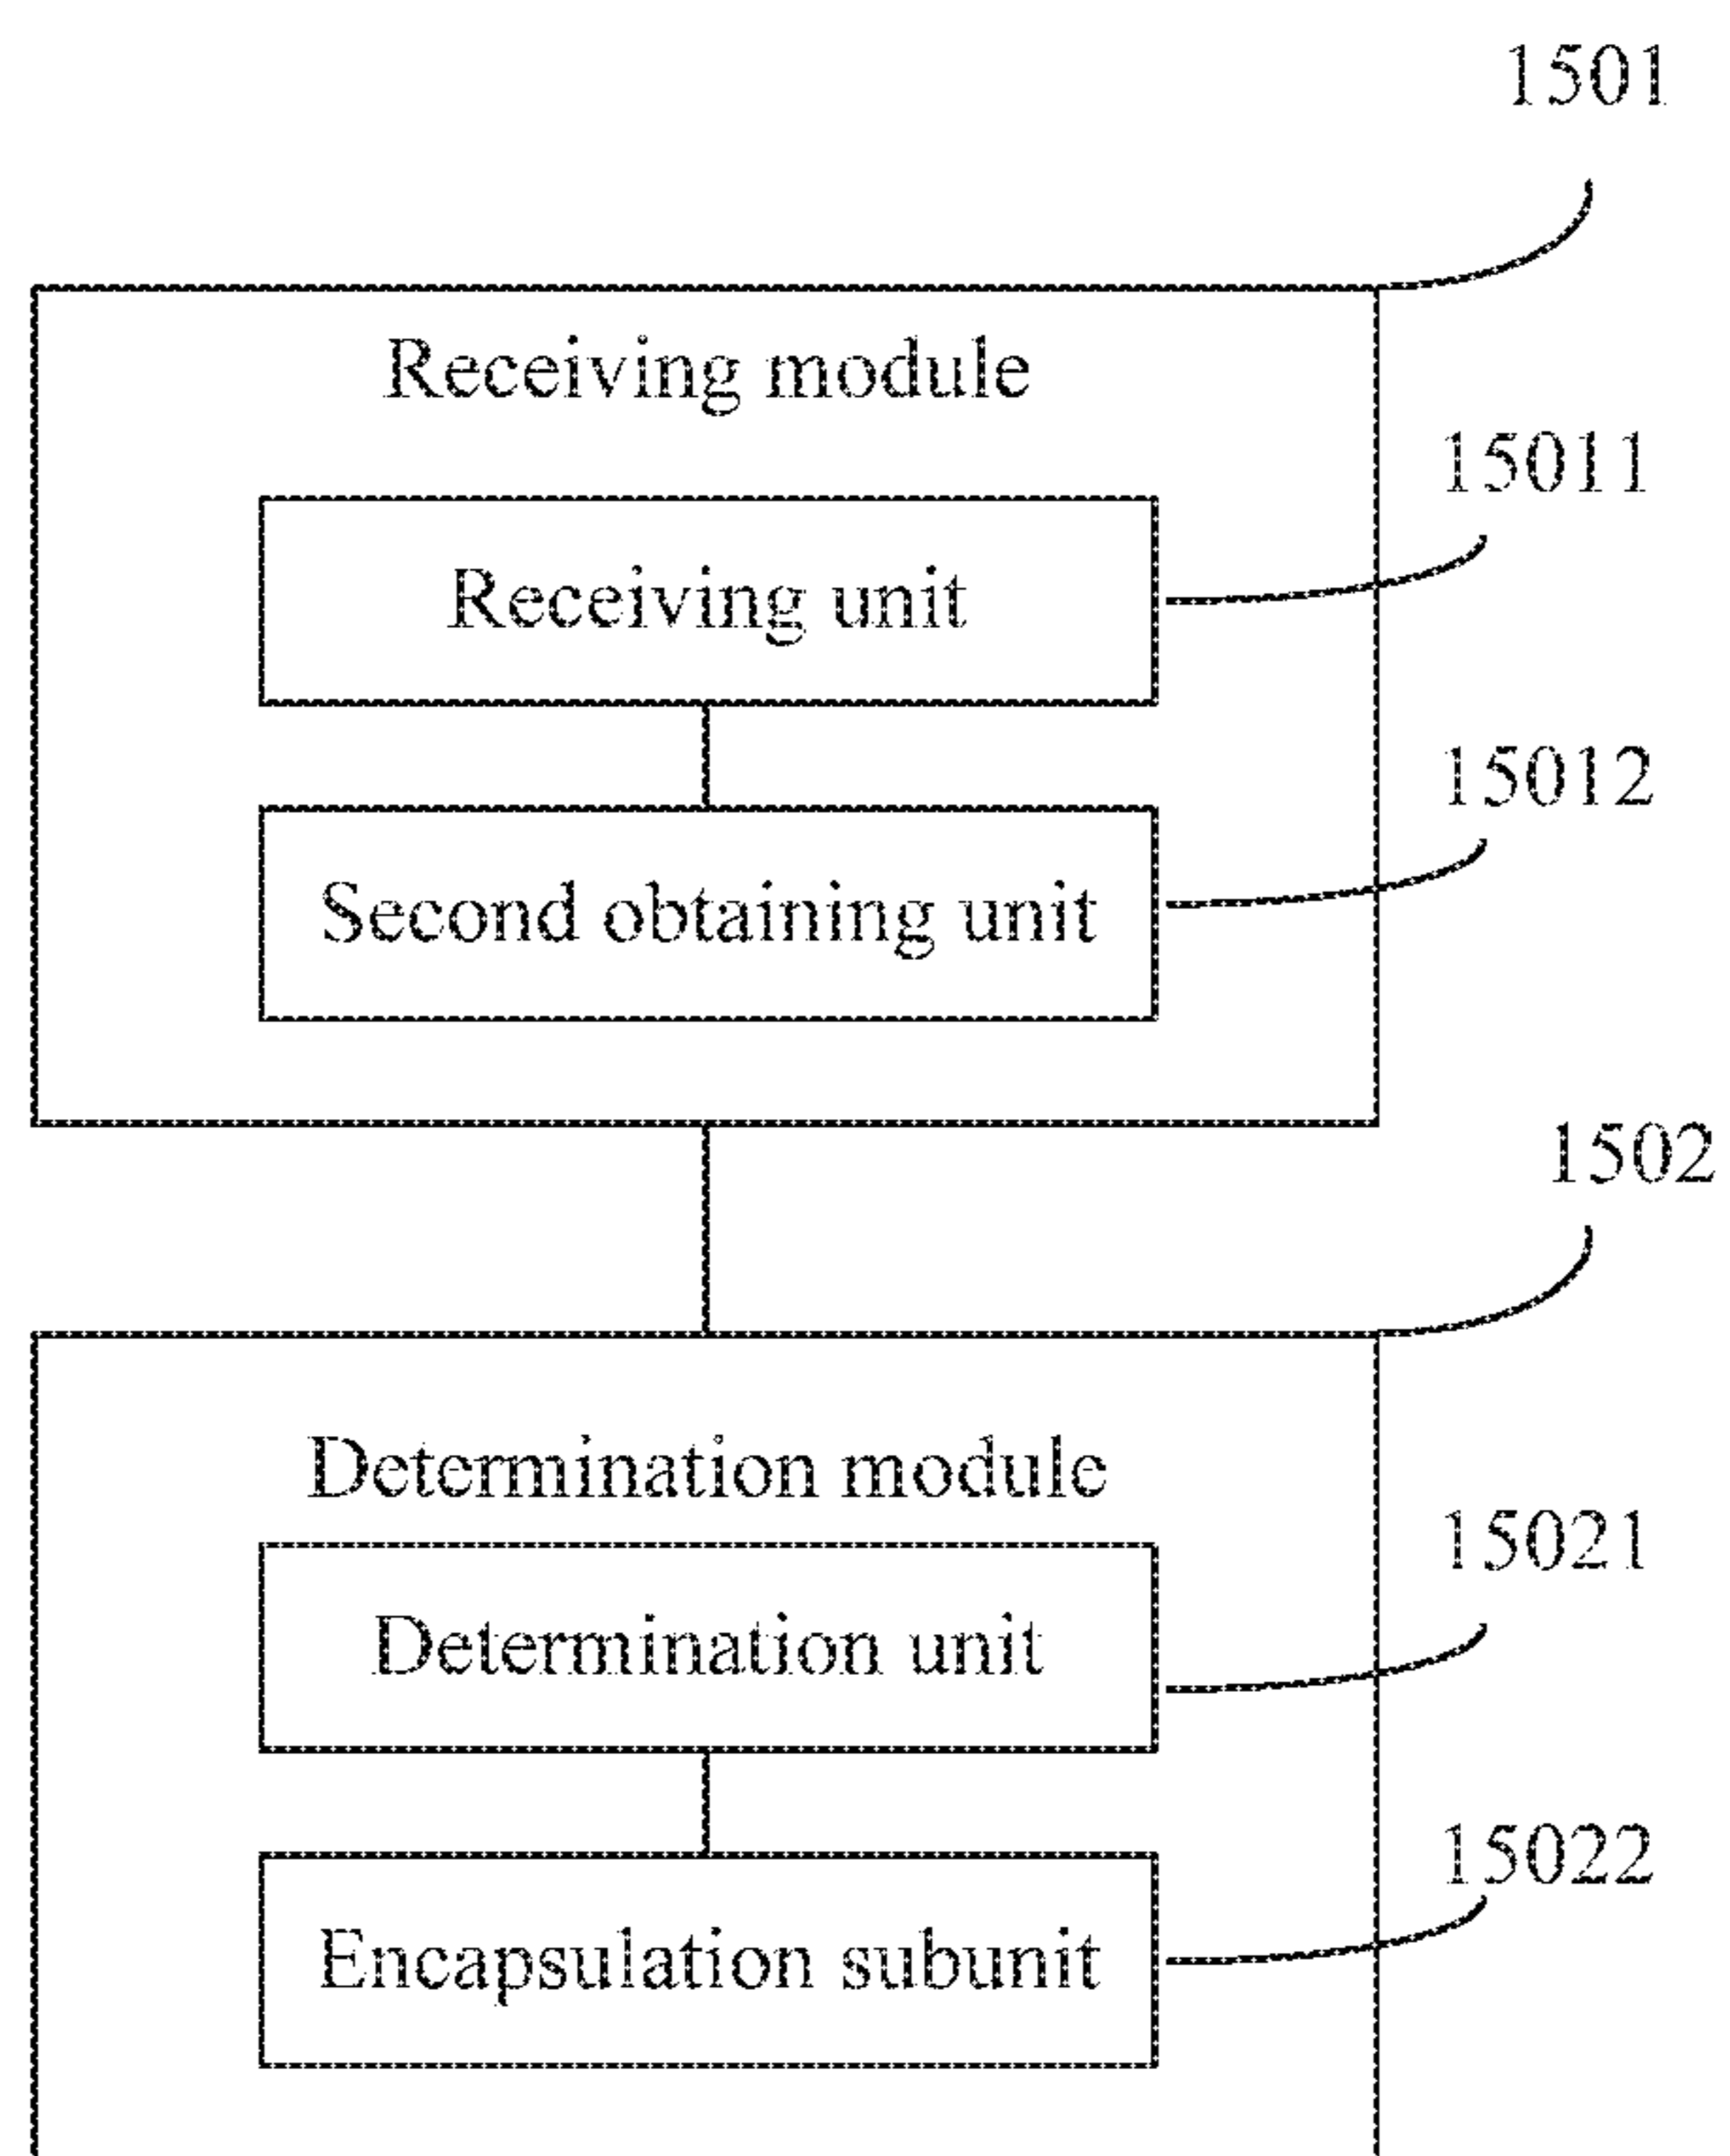 1501
Receiving module
15011
Receiving unit
15012
Second obtaining unit
1502
Determination module
15021
Determination unit
15022
Encapsulation subunit